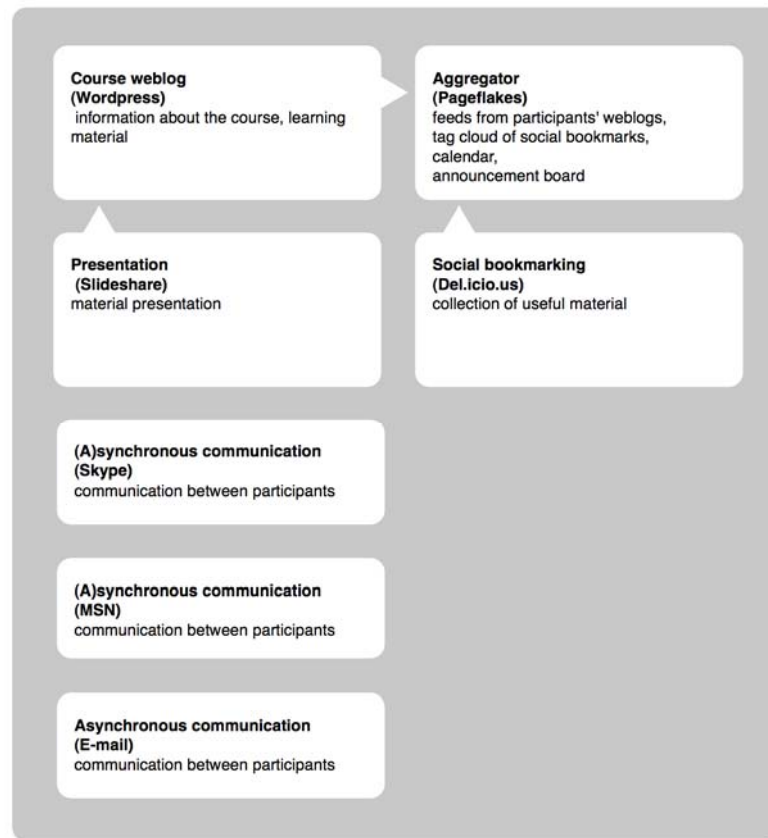 Course weblog
(Wordpress)
information about the course, learning
material
Aggregator
(Pageflakes)
feeds from participants' weblogs,
tag cloud of social bookmarks,
calendar,
announcement board
Presentation
(Slideshare)
material presentation
Social bookmarking
(Del.icio.us)
collection of useful material
(A)synchronous communication
(Skype)
communication between participants
(A)synchronous communication
(MSN)
communication between participants
Asynchronous communication
(E-mail)
communication between participants